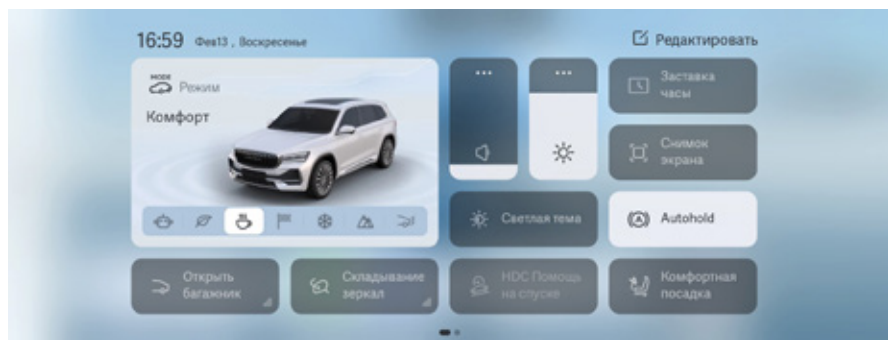 16:59 Фев13 , Воскресенье
Редактировать
MODE
Режим
Комфорт
Заставка
часы
Снимок
экрана
Светлая тема
Autohold
Открыть
багажник
Складывание
зеркал
HDC Помощь
на спуске
Комфортная
посадка